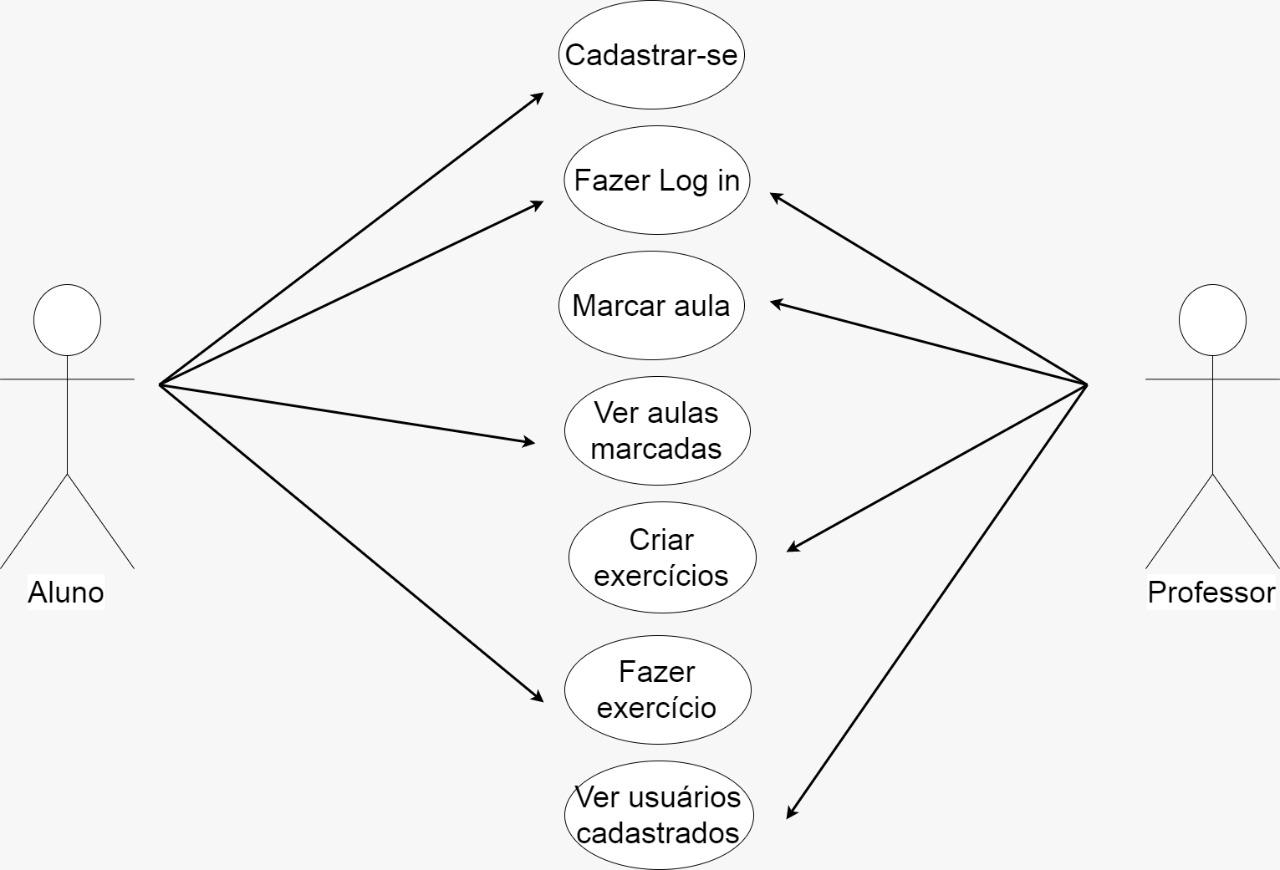 Cadastrar-se
Fazer Log in
Marcar aula
Ver aulas
marcadas
Criar
exercícios
Fazer
exercício
Ver usuários
cadastrados
Aluno
Professor